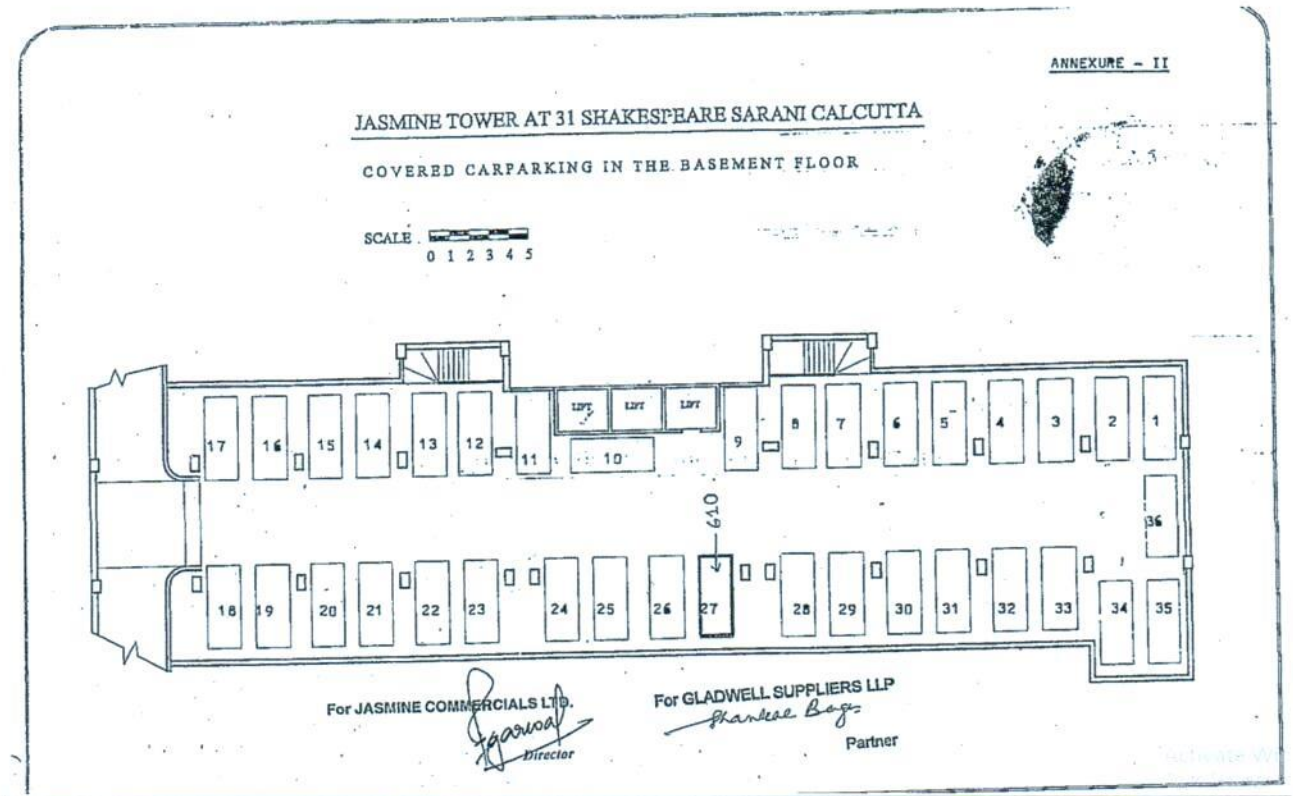 ANNEXURE - II
JASMINE TOWER AT 31 SHAKESPEARE SARANI CALCUTTA
COVERED CARPARKING IN THE BASEMENT FLOOR
SCALE
0 1 2 3 4 5
LIFT LIFT LIFT
17 16 15 14 13 12 11 10 9 8 7 6 5 4 3 2 1
36
610
18 19 20 21 22 23 24 25 26 27 28 29 30 31 32 33 34 35
For JASMINE COMMERCIALS LTD.
Director
For GLADWELL SUPPLIERS LLP
Partner